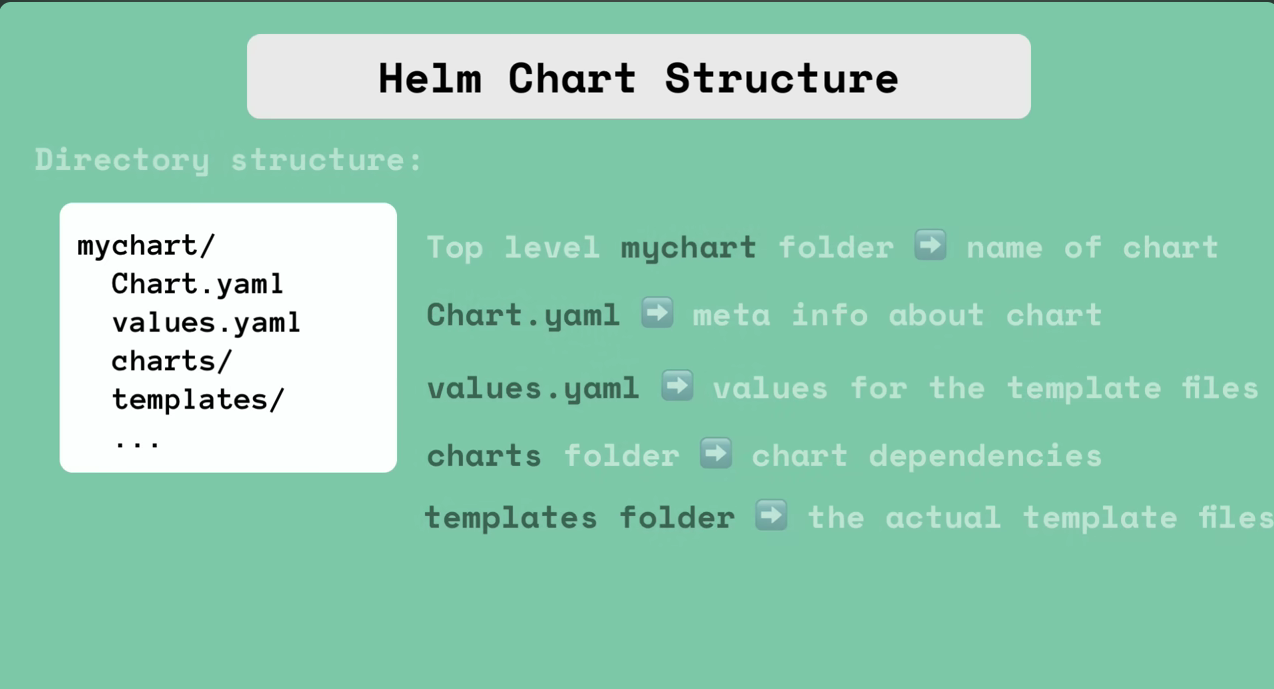 Helm Chart Structure
Directory structure:
mychart/
Chart.yaml
values.yaml
charts/
templates/
...
Top level mychart folder ➡️ name of chart
Chart.yaml ➡️ meta info about chart
values.yaml ➡️ values for the template files
charts folder ➡️ chart dependencies
templates folder ➡️ the actual template files